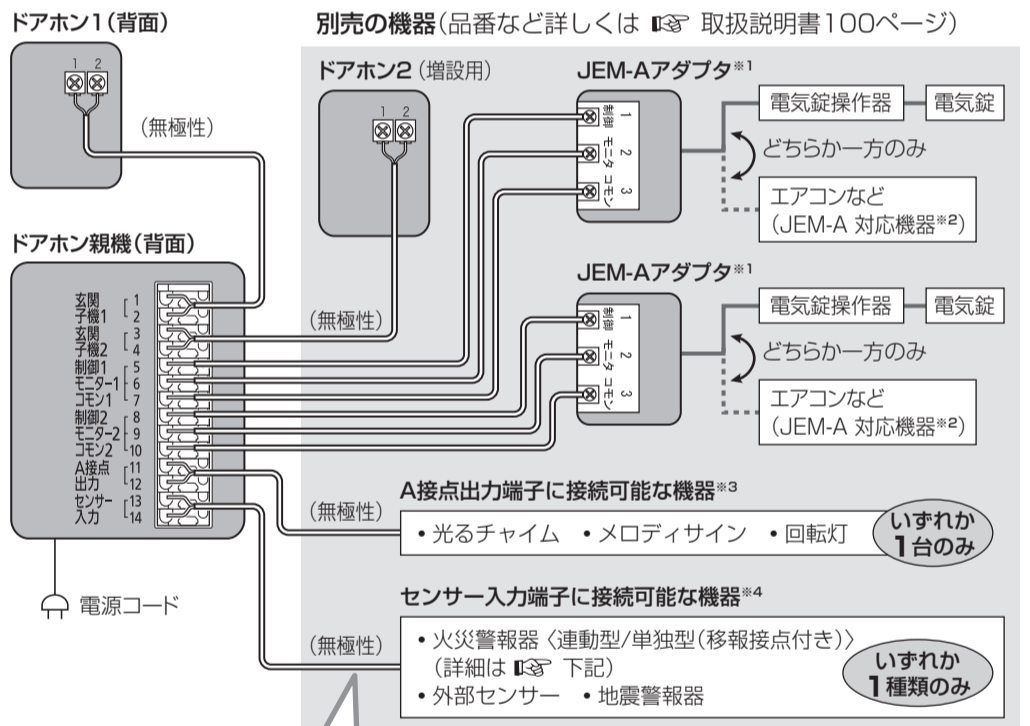 ドアホン1(背面)
1 2
(無極性)
ドアホン親機(背面)
玄関 1
子機1 2
玄関 3
子機2 4
制御1 5
モニター1 6
コモン1 7
制御2 8
モニター2 9
コモン2 10
A接点 11
出力 12
センサー 13
入力 14
電源コード
別売の機器(品番など詳しくは ☞ 取扱説明書100ページ)
ドアホン2(増設用)
1 2
(無極性)
JEM-Aアダプタ※1
制御 1
モニタ 2
コモン 3
電気錠操作器 電気錠
どちらか一方のみ
エアコンなど
(JEM-A 対応機器※2)
JEM-Aアダプタ※1
制御 1
モニタ 2
コモン 3
電気錠操作器 電気錠
どちらか一方のみ
エアコンなど
(JEM-A 対応機器※2)
A接点出力端子に接続可能な機器※3
(無極性)
• 光るチャイム • メロディサイン • 回転灯
いずれか
1台のみ
センサー入力端子に接続可能な機器※4
(無極性)
• 火災警報器〈連動型/単独型(移報接点付き)〉
(詳細は ☞ 下記)
• 外部センサー • 地震警報器
いずれか
1種類のみ